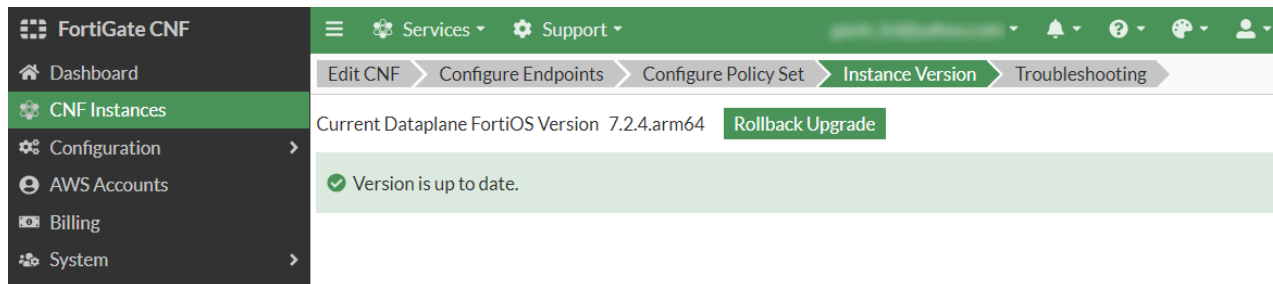 FortiGate CNF
Services
Support
Dashboard
Edit CNF
Configure Endpoints
Configure Policy Set
Instance Version
Troubleshooting
CNF Instances
Current Dataplane FortiOS Version 7.2.4.arm64
Rollback Upgrade
Configuration
Version is up to date.
AWS Accounts
Billing
System